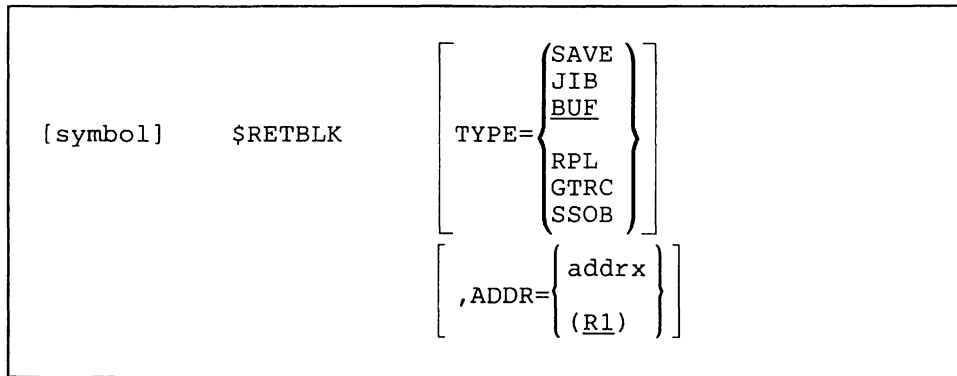 SAVE
JIB
[symbol] $RETBLK TYPE= BUF
RPL
GTRC
SSOB
addrx
,ADDR=
(R1)